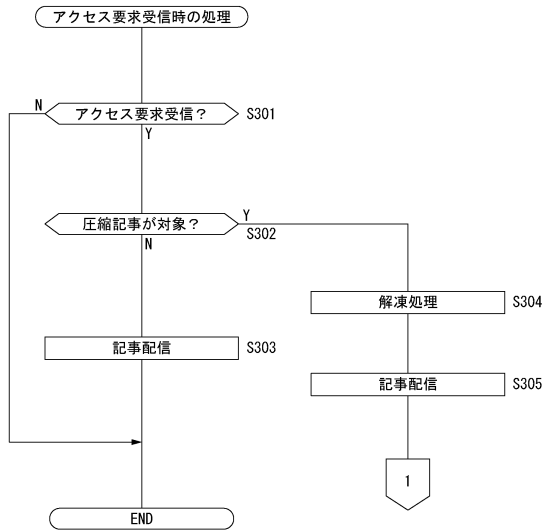 アクセス要求受信時の処理
N
アクセス要求受信?
S301
Y
圧縮記事が対象?
Y
S302
N
解凍処理
S304
記事配信
S303
記事配信
S305
1
END